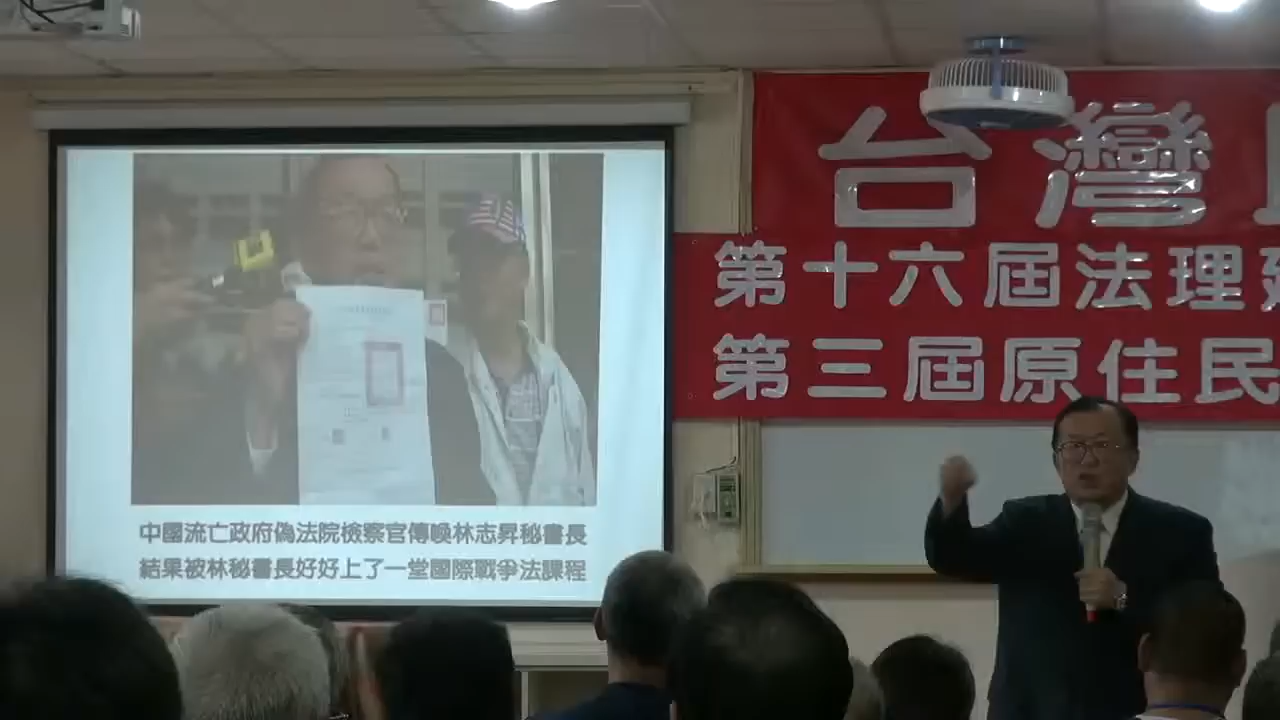 中國流亡政府偽法院檢察官傳喚林志昇秘書長
結果被林秘書長好好上了一堂國際戰爭法課程
台灣
第十六屆法理
第三屆原住民